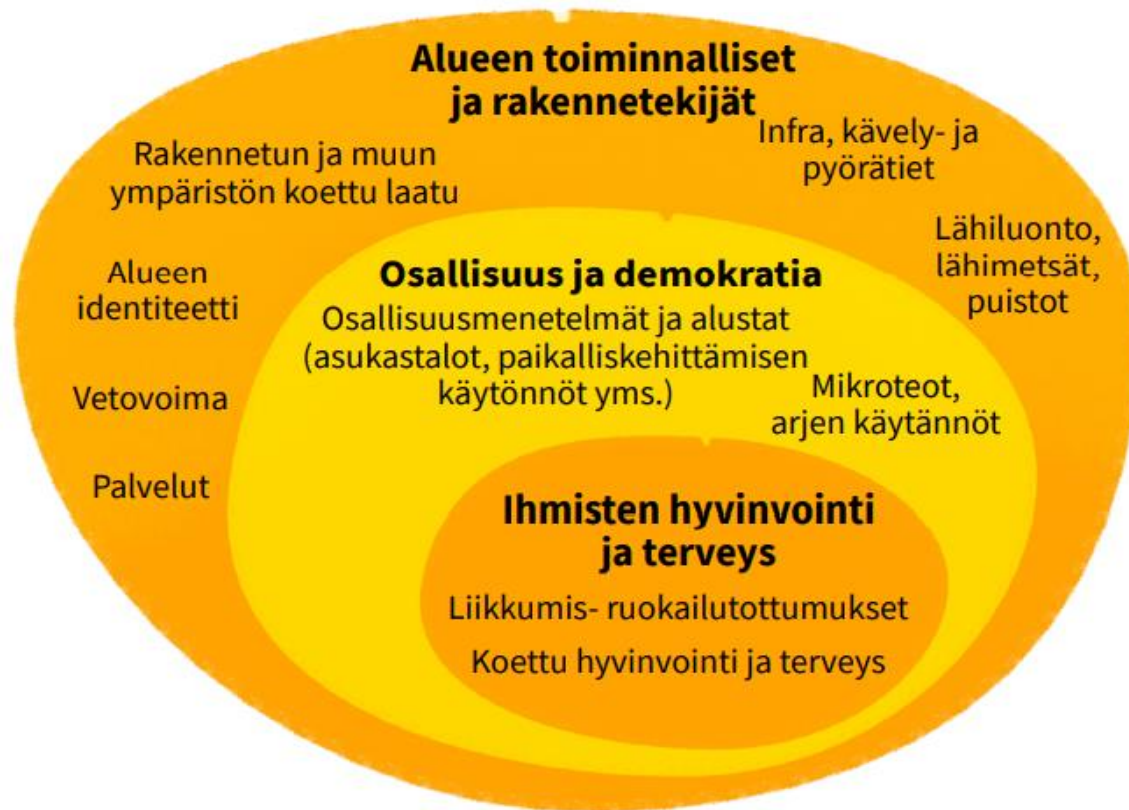 Alueen toiminnalliset
ja rakennetekijät
Rakennetun ja muun
ympäristön koettu laatu
Infra, kävely- ja
pyörätiet
Lähiluonto,
lähimetsät,
puistot
Alueen
identiteetti
Vetovoima
Palvelut
Osallisuus ja demokratia
Osallisuusmenetelmät ja alustat
(asukastalot, paikalliskehittämisen
käytönnöt yms.)
Mikroteot,
arjen käytännöt
Ihmisten hyvinvointi
ja terveys
Liikkumis- ruokailutottumukset
Koettu hyvinvointi ja terveys